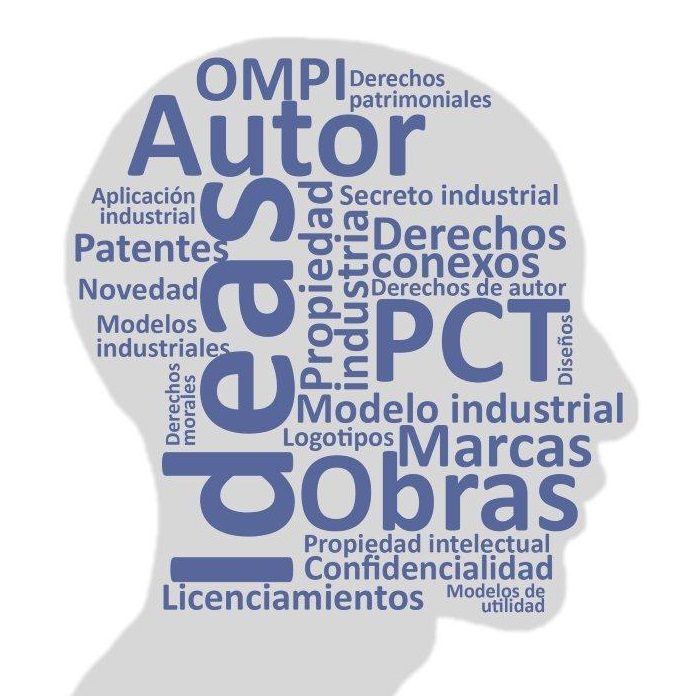 OMPI
Derechos
patrimoniales
Autor
Aplicación
industrial
Ideas
Propiedad
industrial
Secreto industrial
Patentes
Derechos
conexos
Novedad
Derechos de autor
Modelos
industriales
PCT
Diseños
Derechos
morales
Modelo industrial
Logotipos
Marcas
Obras
Propiedad intelectual
Confidencialidad
Licenciamientos
Modelos de
utilidad